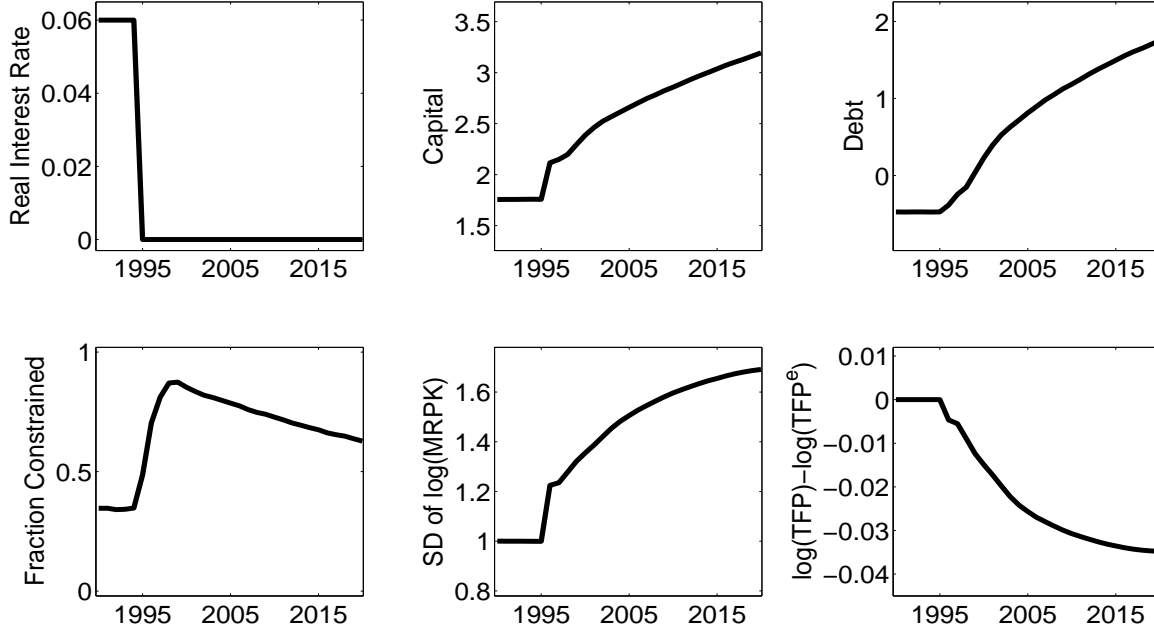 Real Interest Rate
0.06
0.04
0.02
0
1995 2005 2015
Capital
3.5
3
2.5
2
1.5
1995 2005 2015
Debt
2
1
0
1995 2005 2015
Fraction Constrained
1
0.5
0
1995 2005 2015
SD of log(MRPK)
1.6
1.4
1.2
1
0.8
1995 2005 2015
log(TFP)−log(TFPᵉ)
0.01
0
−0.01
−0.02
−0.03
−0.04
1995 2005 2015